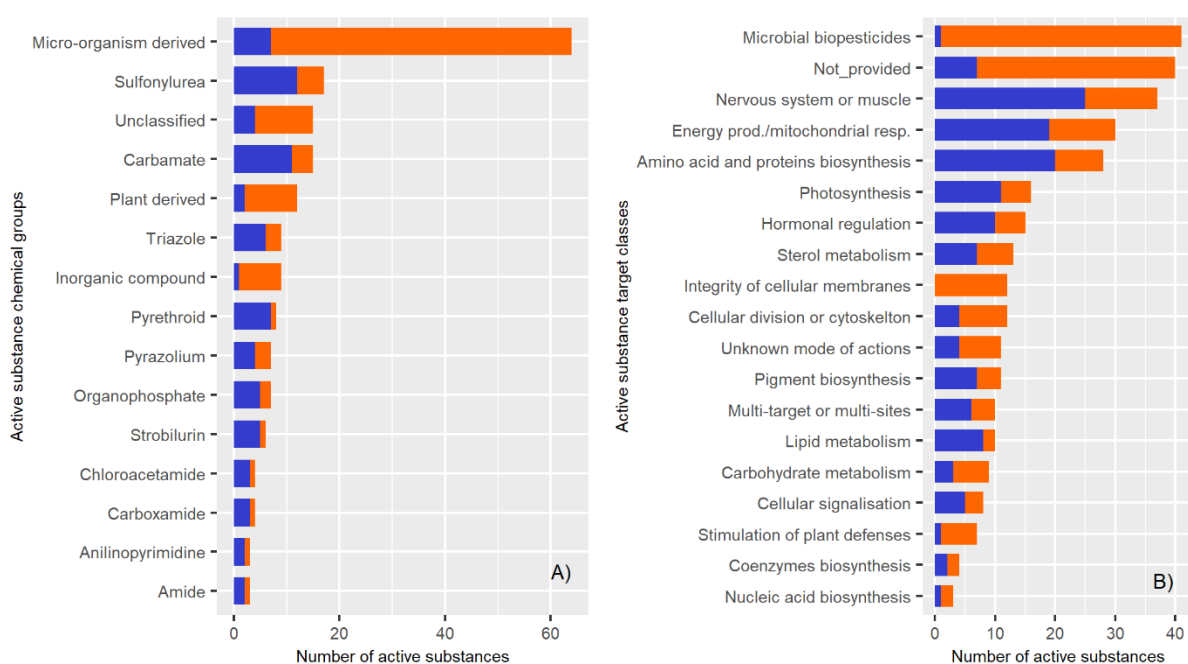 Active substance chemical groups
Micro-organism derived
Sulfonylurea
Unclassified
Carbamate
Plant derived
Triazole
Inorganic compound
Pyrethroid
Pyrazolium
Organophosphate
Strobilurin
Chloroacetamide
Carboxamide
Anilinopyrimidine
Amide
A)
0 20 40 60
Number of active substances
Active substance target classes
Microbial biopesticides
Not_provided
Nervous system or muscle
Energy prod./mitochondrial resp.
Amino acid and proteins biosynthesis
Photosynthesis
Hormonal regulation
Sterol metabolism
Integrity of cellular membranes
Cellular division or cytoskelton
Unknown mode of actions
Pigment biosynthesis
Multi-target or multi-sites
Lipid metabolism
Carbohydrate metabolism
Cellular signalisation
Stimulation of plant defenses
Coenzymes biosynthesis
Nucleic acid biosynthesis
B)
0 10 20 30 40
Number of active substances